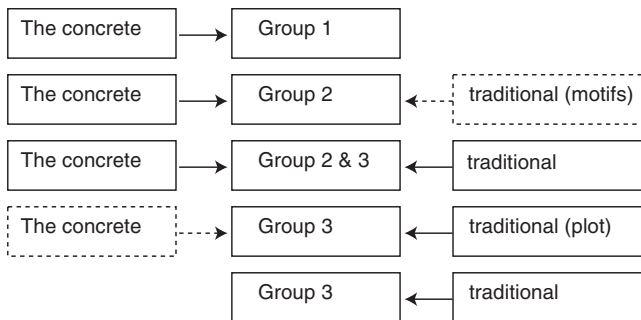 The concrete Group 1
The concrete Group 2 traditional (motifs)
The concrete Group 2 & 3 traditional
The concrete Group 3 traditional (plot)
Group 3 traditional